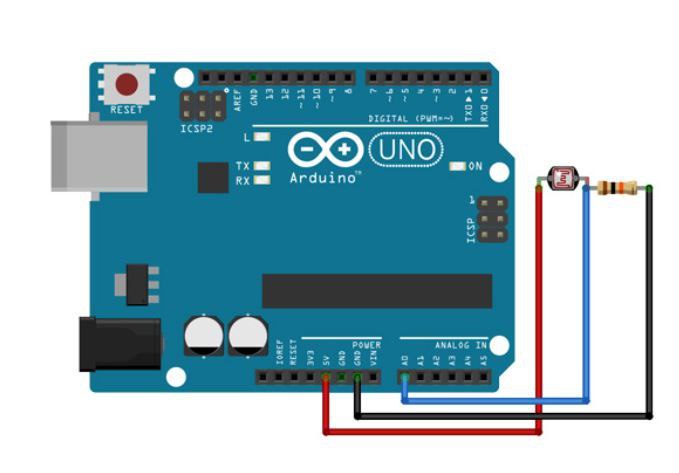 RESET
ICSP2
AREF
GND
13
12
~11
~10
~9
8
7
~6
~5
4
~3
2
TX0▶1
RX0◀0
DIGITAL (PWM=~)
L
TX
RX
UNO
ON
Arduino™
1
ICSP
POWER
ANALOG IN
IOREF
RESET
3V3
5V
GND
GND
VIN
A0
A1
A2
A3
A4
A5